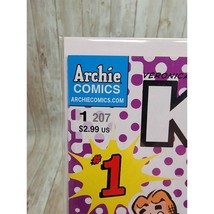 Archie
COMICS
ARCHIECOMICS.COM
VERONICA
1 207
$2.99 US
K
#1